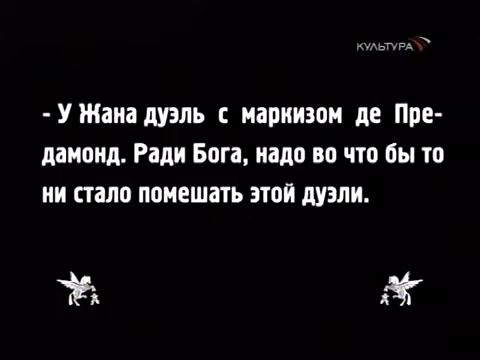 КУЛЬТУРА
- У Жана дуэль с маркизом де Пре-
дамонд. Ради Бога, надо во что бы то
ни стало помешать этой дуэли.